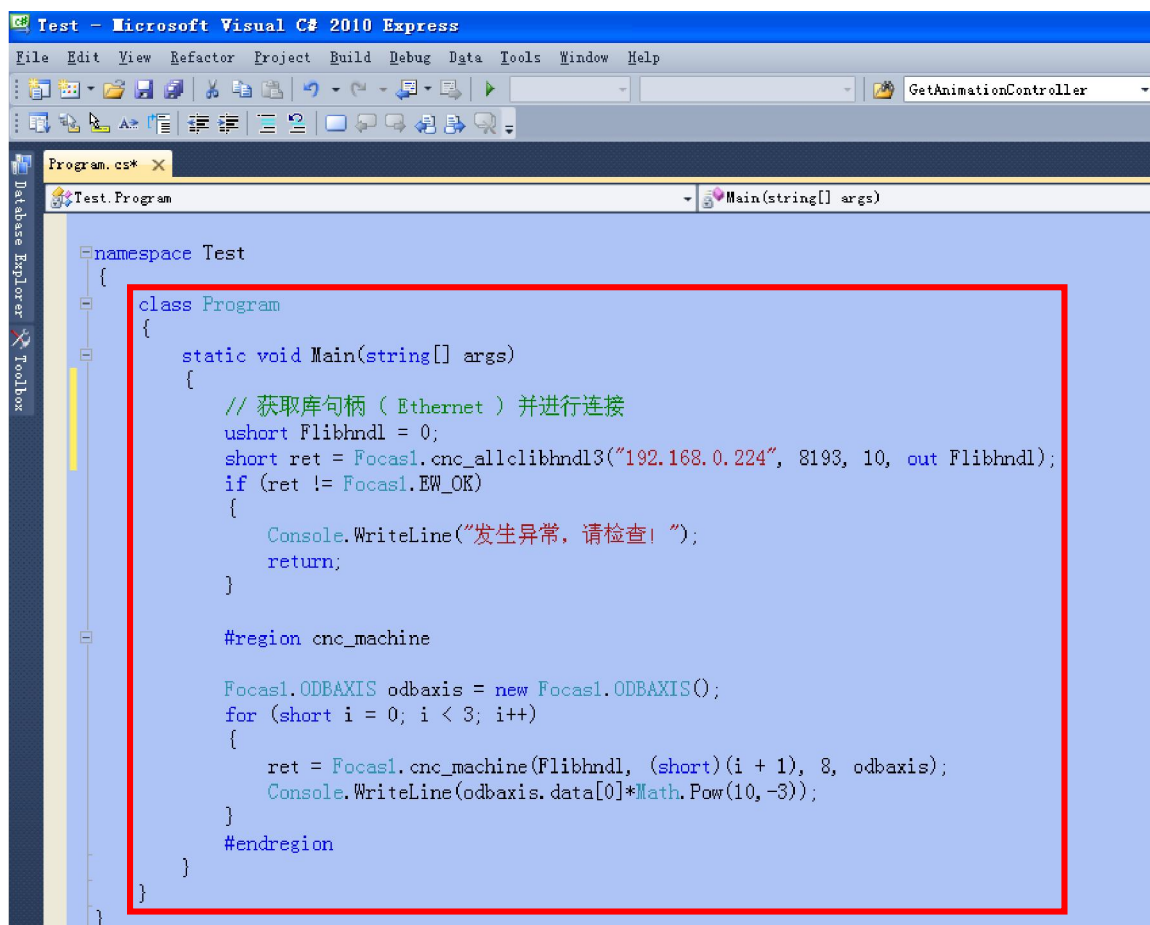 Test - Microsoft Visual C# 2010 Express
File Edit View Refactor Project Build Debug Data Tools Window Help
GetAnimationController
Program.cs* ×
Database Explorer
Toolbox
Test.Program
Main(string[] args)
namespace Test
{
class Program
{
static void Main(string[] args)
{
// 获取库句柄 ( Ethernet ) 并进行连接
ushort Flibhndl = 0;
short ret = Focas1.cnc_allclibhndl3("192.168.0.224", 8193, 10, out Flibhndl);
if (ret != Focas1.EW_OK)
{
Console.WriteLine("发生异常，请检查！");
return;
}
#region cnc_machine
Focas1.ODBAXIS odbaxis = new Focas1.ODBAXIS();
for (short i = 0; i < 3; i++)
{
ret = Focas1.cnc_machine(Flibhndl, (short)(i + 1), 8, odbaxis);
Console.WriteLine(odbaxis.data[0]*Math.Pow(10,-3));
}
#endregion
}
}
}